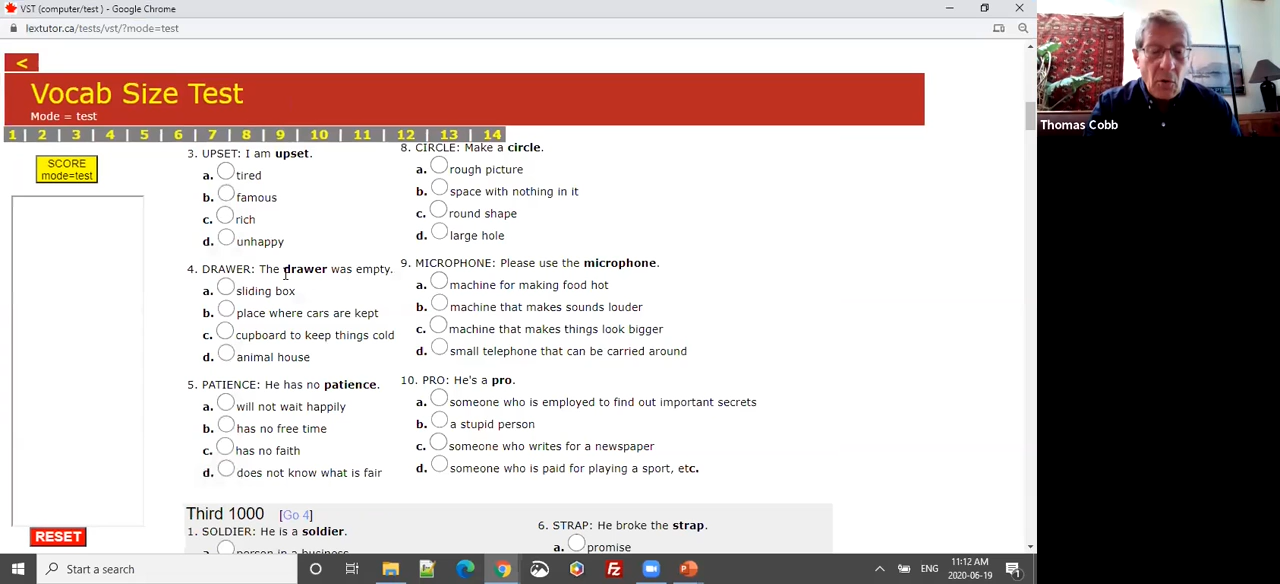 VST (computer/test ) - Google Chrome
lextutor.ca/tests/vst/?mode=test
<
Vocab Size Test
Mode = test
1 | 2 | 3 | 4 | 5 | 6 | 7 | 8 | 9 | 10 | 11 | 12 | 13 | 14
SCORE
mode=test
3. UPSET: I am upset.
a. tired
b. famous
c. rich
d. unhappy
4. DRAWER: The drawer was empty.
a. sliding box
b. place where cars are kept
c. cupboard to keep things cold
d. animal house
5. PATIENCE: He has no patience.
a. will not wait happily
b. has no free time
c. has no faith
d. does not know what is fair
8. CIRCLE: Make a circle.
a. rough picture
b. space with nothing in it
c. round shape
d. large hole
9. MICROPHONE: Please use the microphone.
a. machine for making food hot
b. machine that makes sounds louder
c. machine that makes things look bigger
d. small telephone that can be carried around
10. PRO: He's a pro.
a. someone who is employed to find out important secrets
b. a stupid person
c. someone who writes for a newspaper
d. someone who is paid for playing a sport, etc.
Third 1000 [Go 4]
1. SOLDIER: He is a soldier.
a. person in a business
6. STRAP: He broke the strap.
a. promise
RESET
Thomas Cobb
Start a search
ENG
11:12 AM
2020-06-19